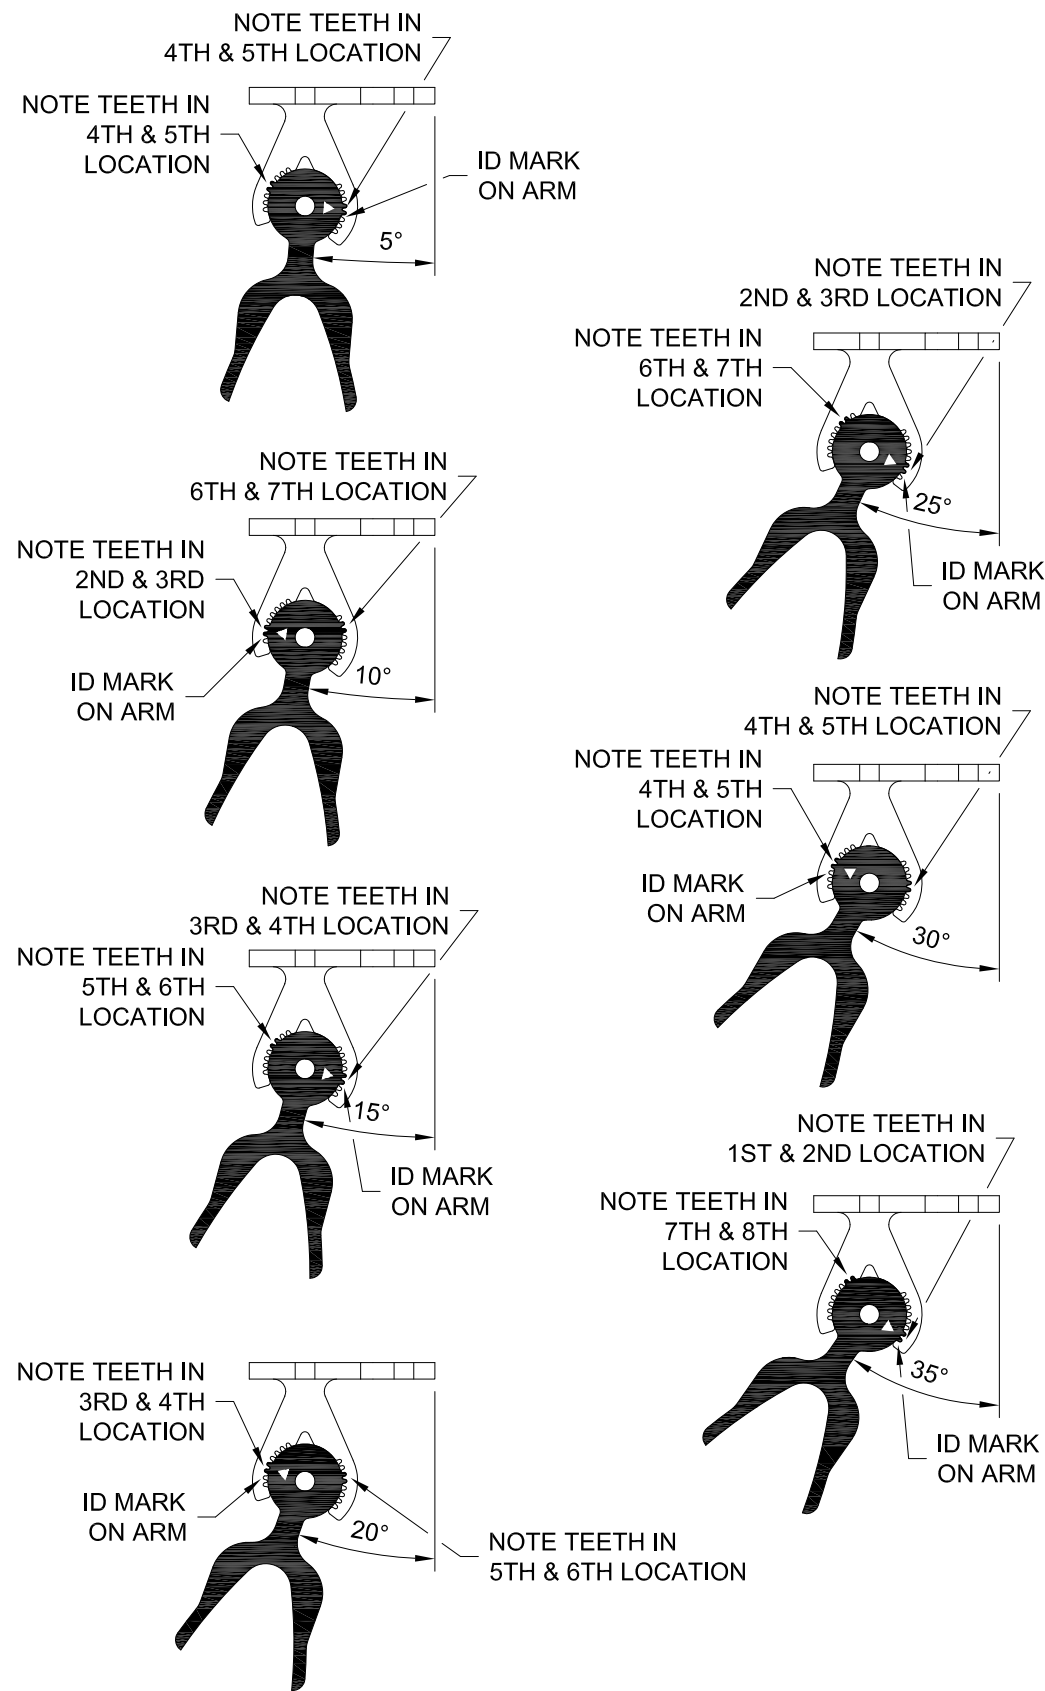 NOTE TEETH IN
4TH & 5TH LOCATION
NOTE TEETH IN
4TH & 5TH
LOCATION
ID MARK
ON ARM
5°
NOTE TEETH IN
6TH & 7TH LOCATION
NOTE TEETH IN
2ND & 3RD
LOCATION
ID MARK
ON ARM
10°
NOTE TEETH IN
3RD & 4TH LOCATION
NOTE TEETH IN
5TH & 6TH
LOCATION
15°
ID MARK
ON ARM
NOTE TEETH IN
3RD & 4TH
LOCATION
ID MARK
ON ARM
20°
NOTE TEETH IN
5TH & 6TH LOCATION
NOTE TEETH IN
2ND & 3RD LOCATION
NOTE TEETH IN
6TH & 7TH
LOCATION
25°
ID MARK
ON ARM
NOTE TEETH IN
4TH & 5TH LOCATION
NOTE TEETH IN
4TH & 5TH
LOCATION
ID MARK
ON ARM
30°
NOTE TEETH IN
1ST & 2ND LOCATION
NOTE TEETH IN
7TH & 8TH
LOCATION
35°
ID MARK
ON ARM